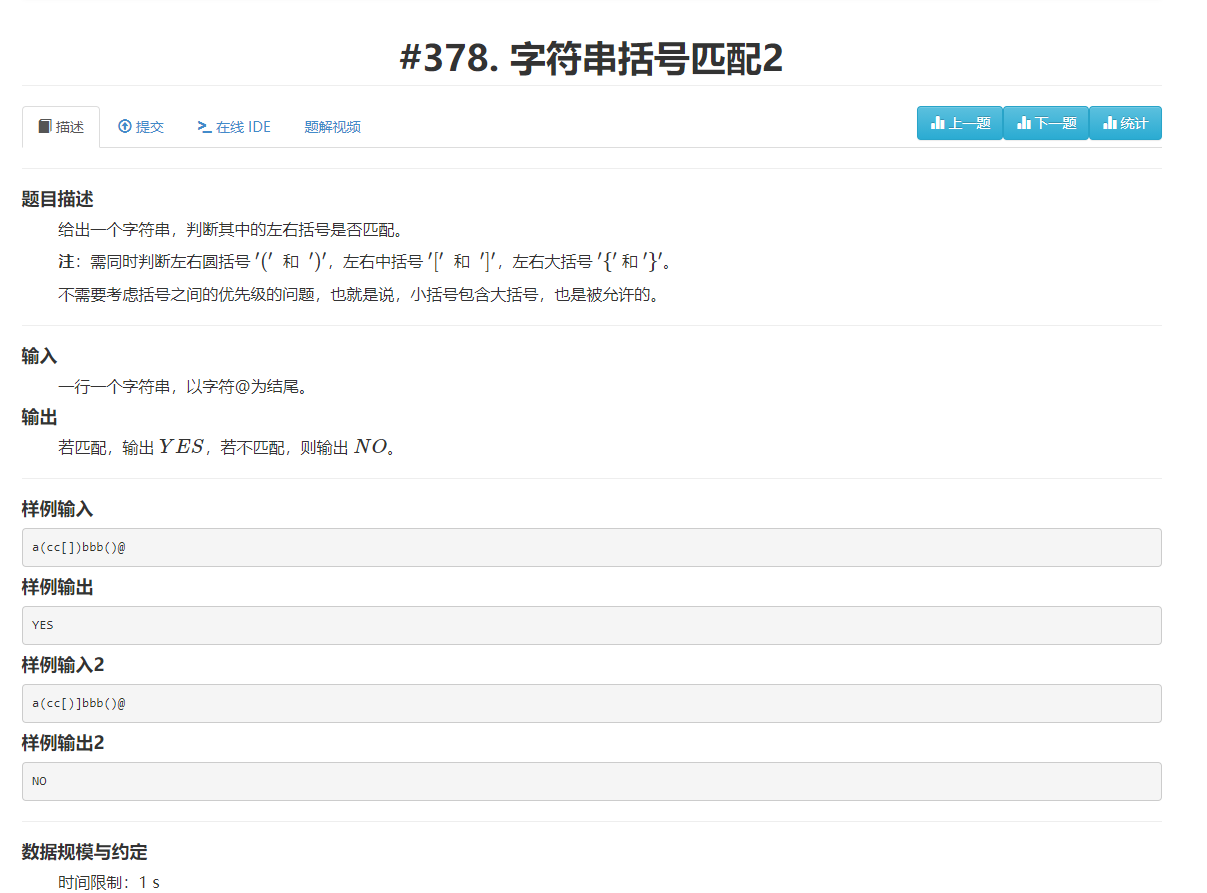 #378. 字符串括号匹配2
描述 提交 在线 IDE 题解视频 上一题 下一题 统计
题目描述
给出一个字符串，判断其中的左右括号是否匹配。
注：需同时判断左右圆括号 '(' 和 ')'，左右中括号 '[' 和 ']'，左右大括号 '{' 和 '}'。
不需要考虑括号之间的优先级的问题，也就是说，小括号包含大括号，也是被允许的。
输入
一行一个字符串，以字符@为结尾。
输出
若匹配，输出 YES，若不匹配，则输出 NO。
样例输入
a(cc[])bbb()@
样例输出
YES
样例输入2
a(cc[)]bbb()@
样例输出2
NO
数据规模与约定
时间限制：1 s